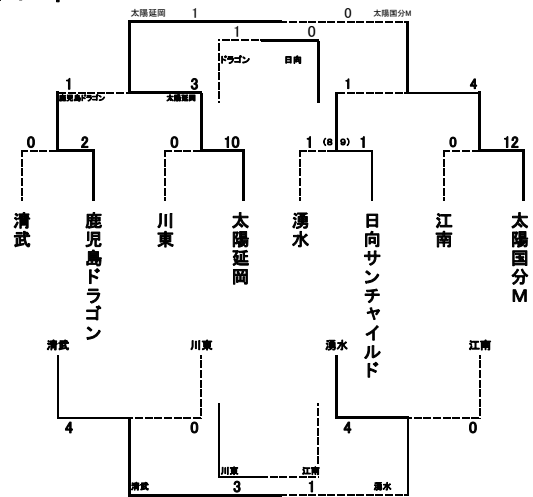 太陽延岡 1 0 太陽国分M
1 0
ドラゴン 日向
1 3 1 4
鹿児島ドラゴン 太陽延岡
0 2 0 10 1 (8 9) 1 0 12
清武
鹿児島ドラゴン
川東
太陽延岡
湧水
日向サンチャイルド
江南
太陽国分M
清武 川東 湧水 江南
4 0 4 0
川東 江南
清武 3 1 湧水